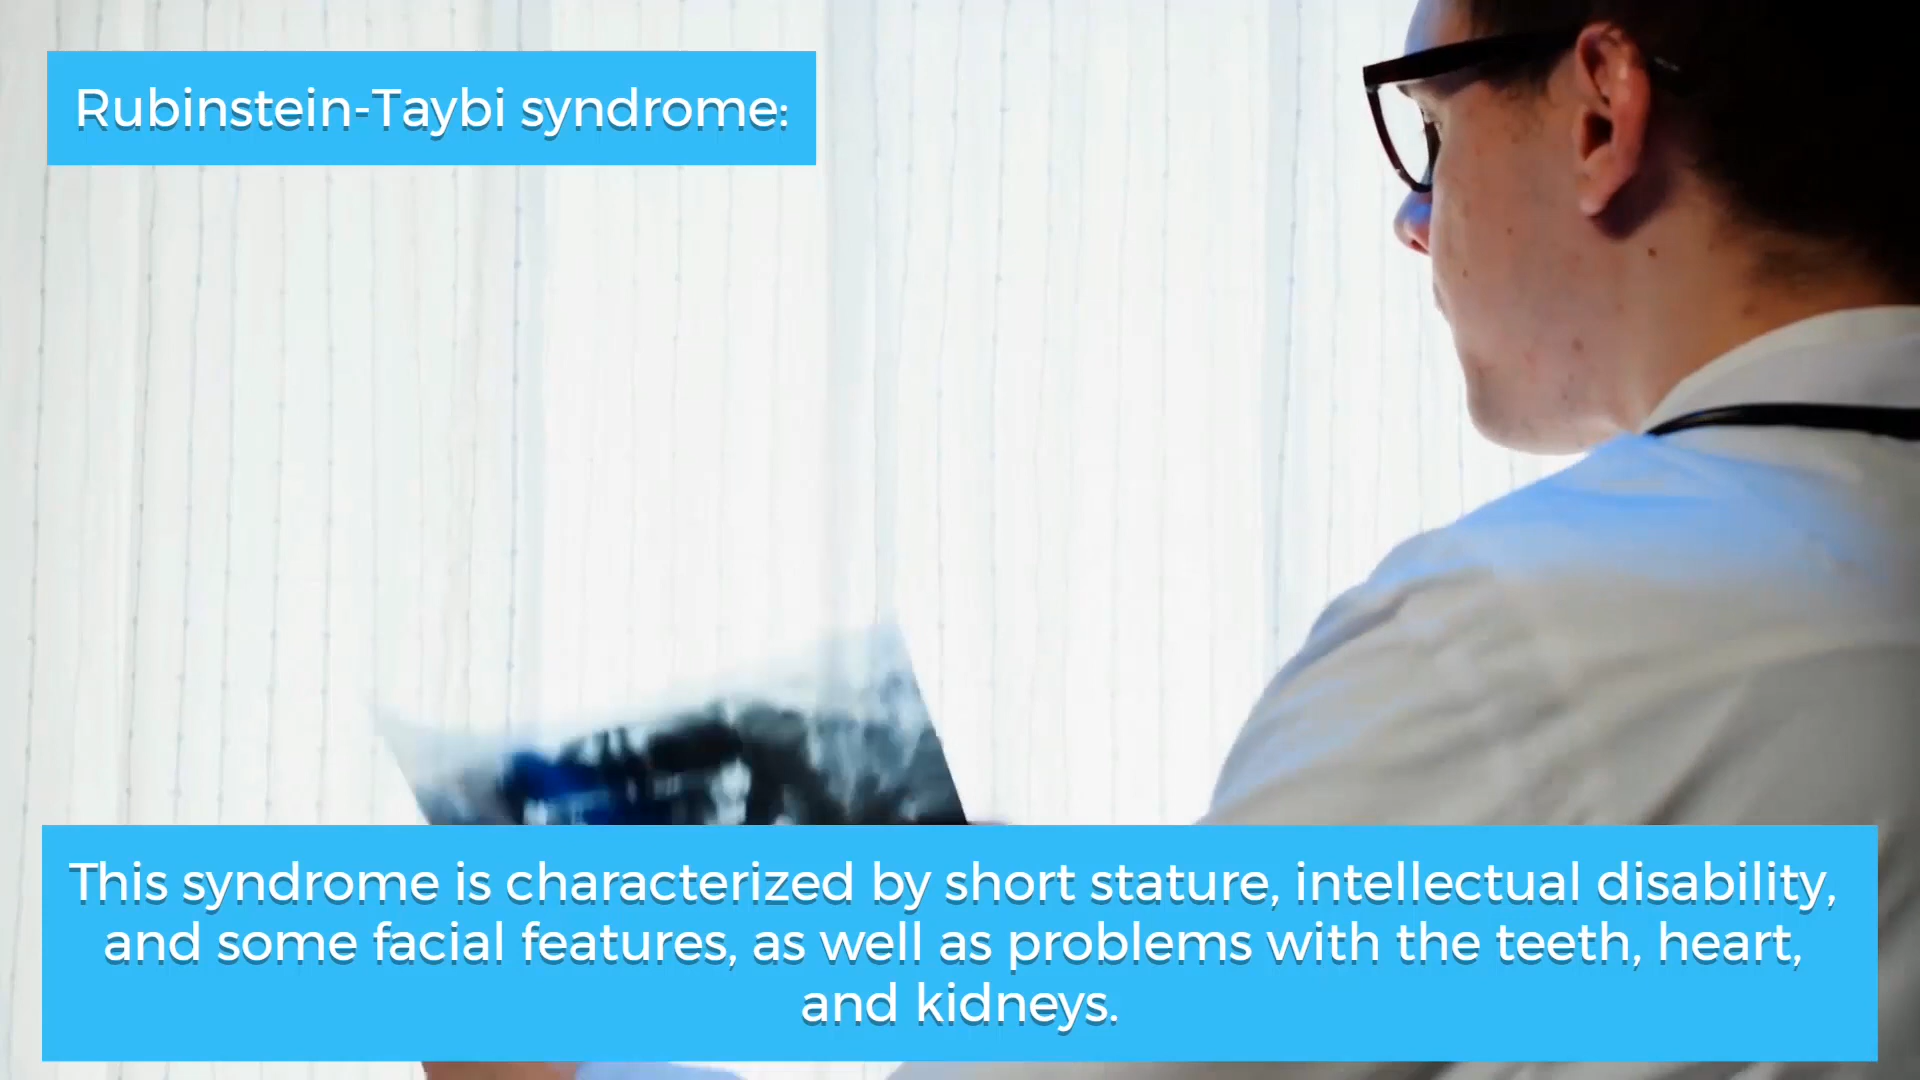 Rubinstein-Taybi syndrome:
This syndrome is characterized by short stature, intellectual disability,
and some facial features, as well as problems with the teeth, heart,
and kidneys.